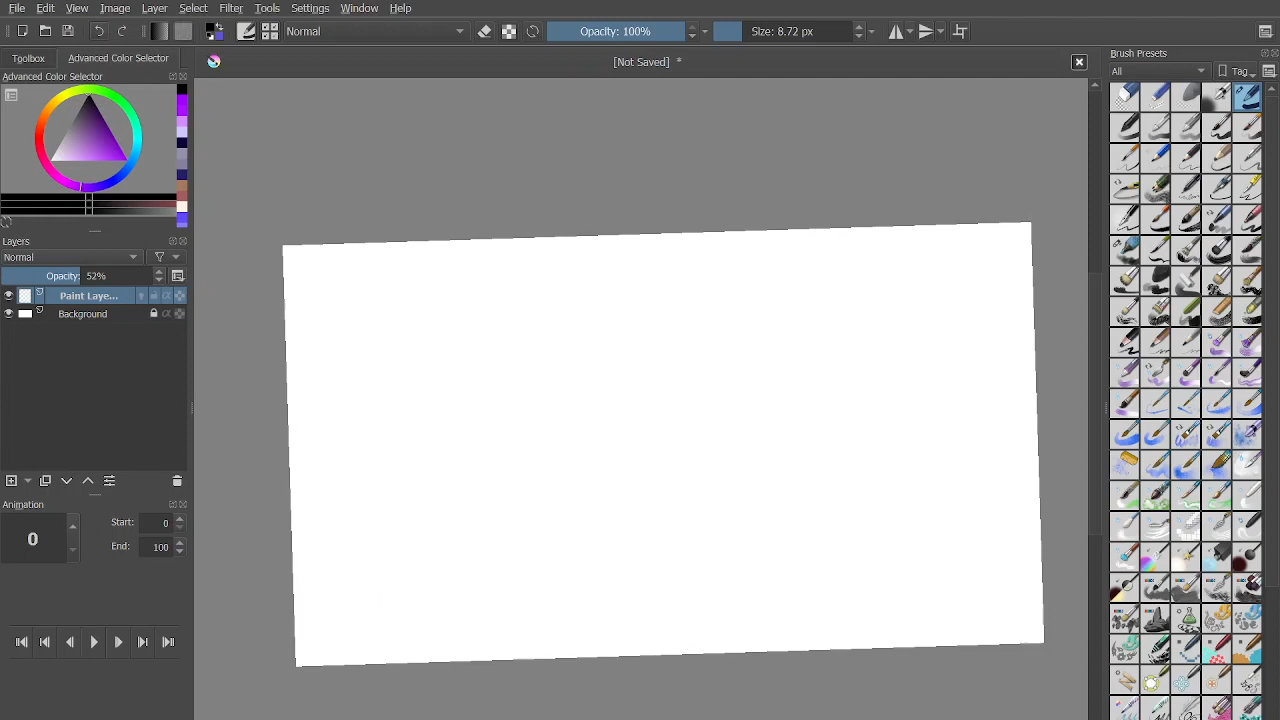 File Edit View Image Layer Select Filter Tools Settings Window Help
Normal Opacity: 100% Size: 8.72 px
Toolbox Advanced Color Selector [Not Saved] * Brush Presets
Advanced Color Selector
All Tag
Layers
Normal
Opacity: 52%
Paint Laye...
Background
Animation
0
Start: 0
End: 100